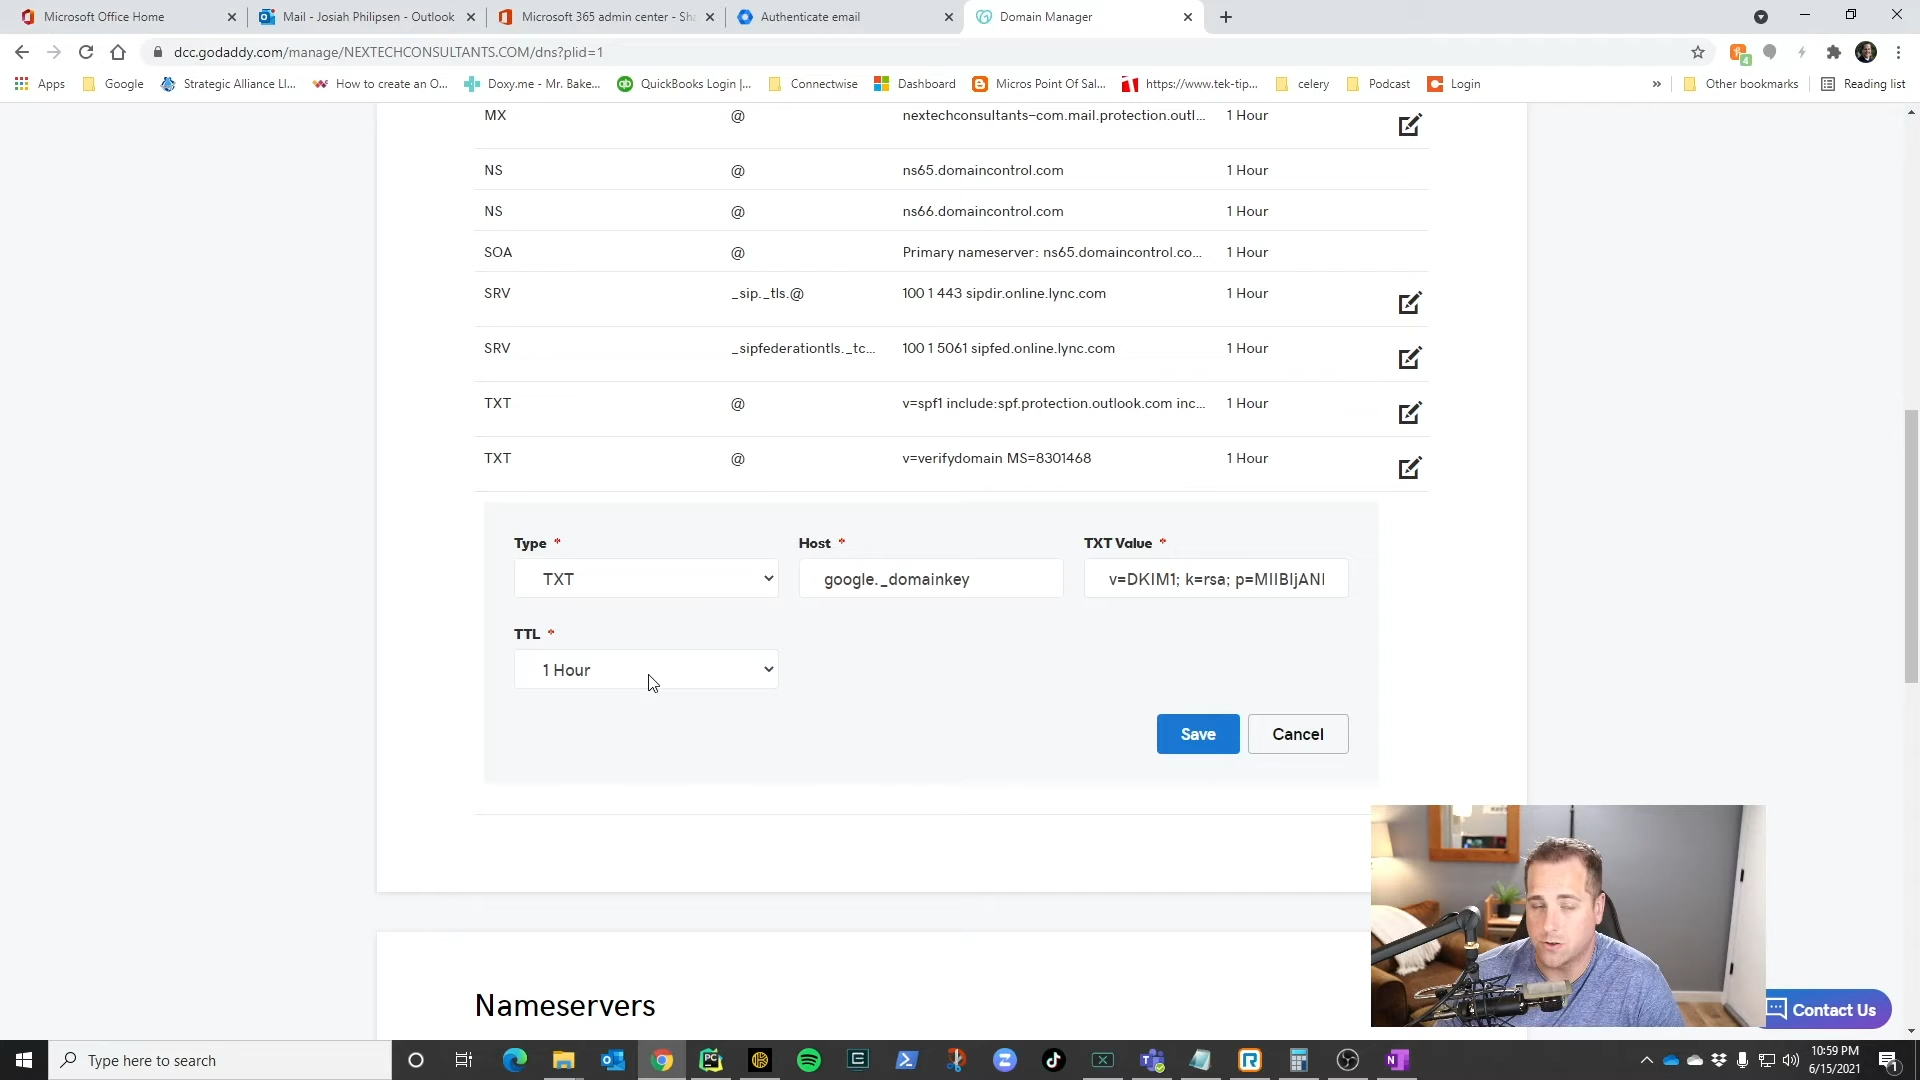 Microsoft Office Home
Mail - Josiah Philipsen - Outlook
Microsoft 365 admin center - Sha
Authenticate email
Domain Manager
dcc.godaddy.com/manage/NEXTECHCONSULTANTS.COM/dns?plid=1
4
Apps
Google
Strategic Alliance Ll...
How to create an O...
Doxy.me - Mr. Bake...
QuickBooks Login |...
Connectwise
Dashboard
Micros Point Of Sal...
https://www.tek-tip...
celery
Podcast
Login
»
Other bookmarks
Reading list
MX @ nextechconsultants-com.mail.protection.outl... 1 Hour
NS @ ns65.domaincontrol.com 1 Hour
NS @ ns66.domaincontrol.com 1 Hour
SOA @ Primary nameserver: ns65.domaincontrol.co... 1 Hour
SRV _sip._tls.@ 100 1 443 sipdir.online.lync.com 1 Hour
SRV _sipfederationtls._tc... 100 1 5061 sipfed.online.lync.com 1 Hour
TXT @ v=spf1 include:spf.protection.outlook.com inc... 1 Hour
TXT @ v=verifydomain MS=8301468 1 Hour
Type * Host * TXT Value *
TXT google._domainkey v=DKIM1; k=rsa; p=MIIBIjANI
TTL *
1 Hour
Save Cancel
Nameservers
Contact Us
Type here to search
10:59 PM
6/15/2021
1